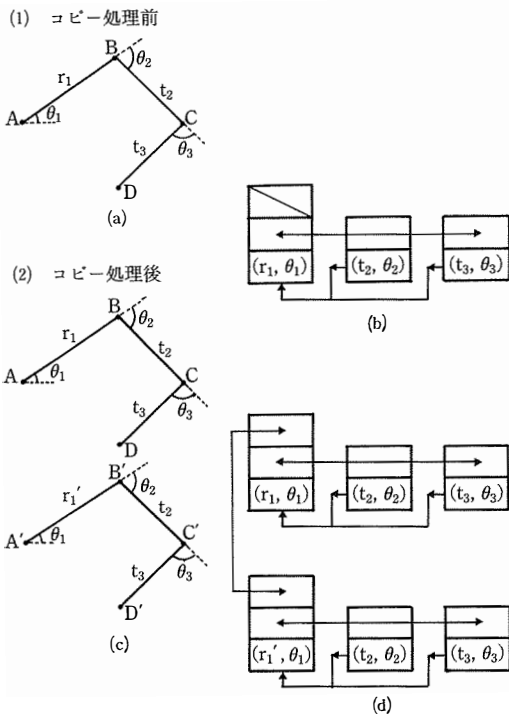 (1) コピー処理前
B
θ₂
r₁
t₂
A
θ₁
C
t₃
θ₃
D
(a)
(r₁, θ₁)
(t₂, θ₂)
(t₃, θ₃)
(b)
(2) コピー処理後
B
θ₂
r₁
t₂
A
θ₁
C
t₃
θ₃
D
B′
θ₂
r₁′
t₂
A′
θ₁
C′
t₃
θ₃
D′
(c)
(r₁, θ₁)
(t₂, θ₂)
(t₃, θ₃)
(r₁′, θ₁)
(t₂, θ₂)
(t₃, θ₃)
(d)